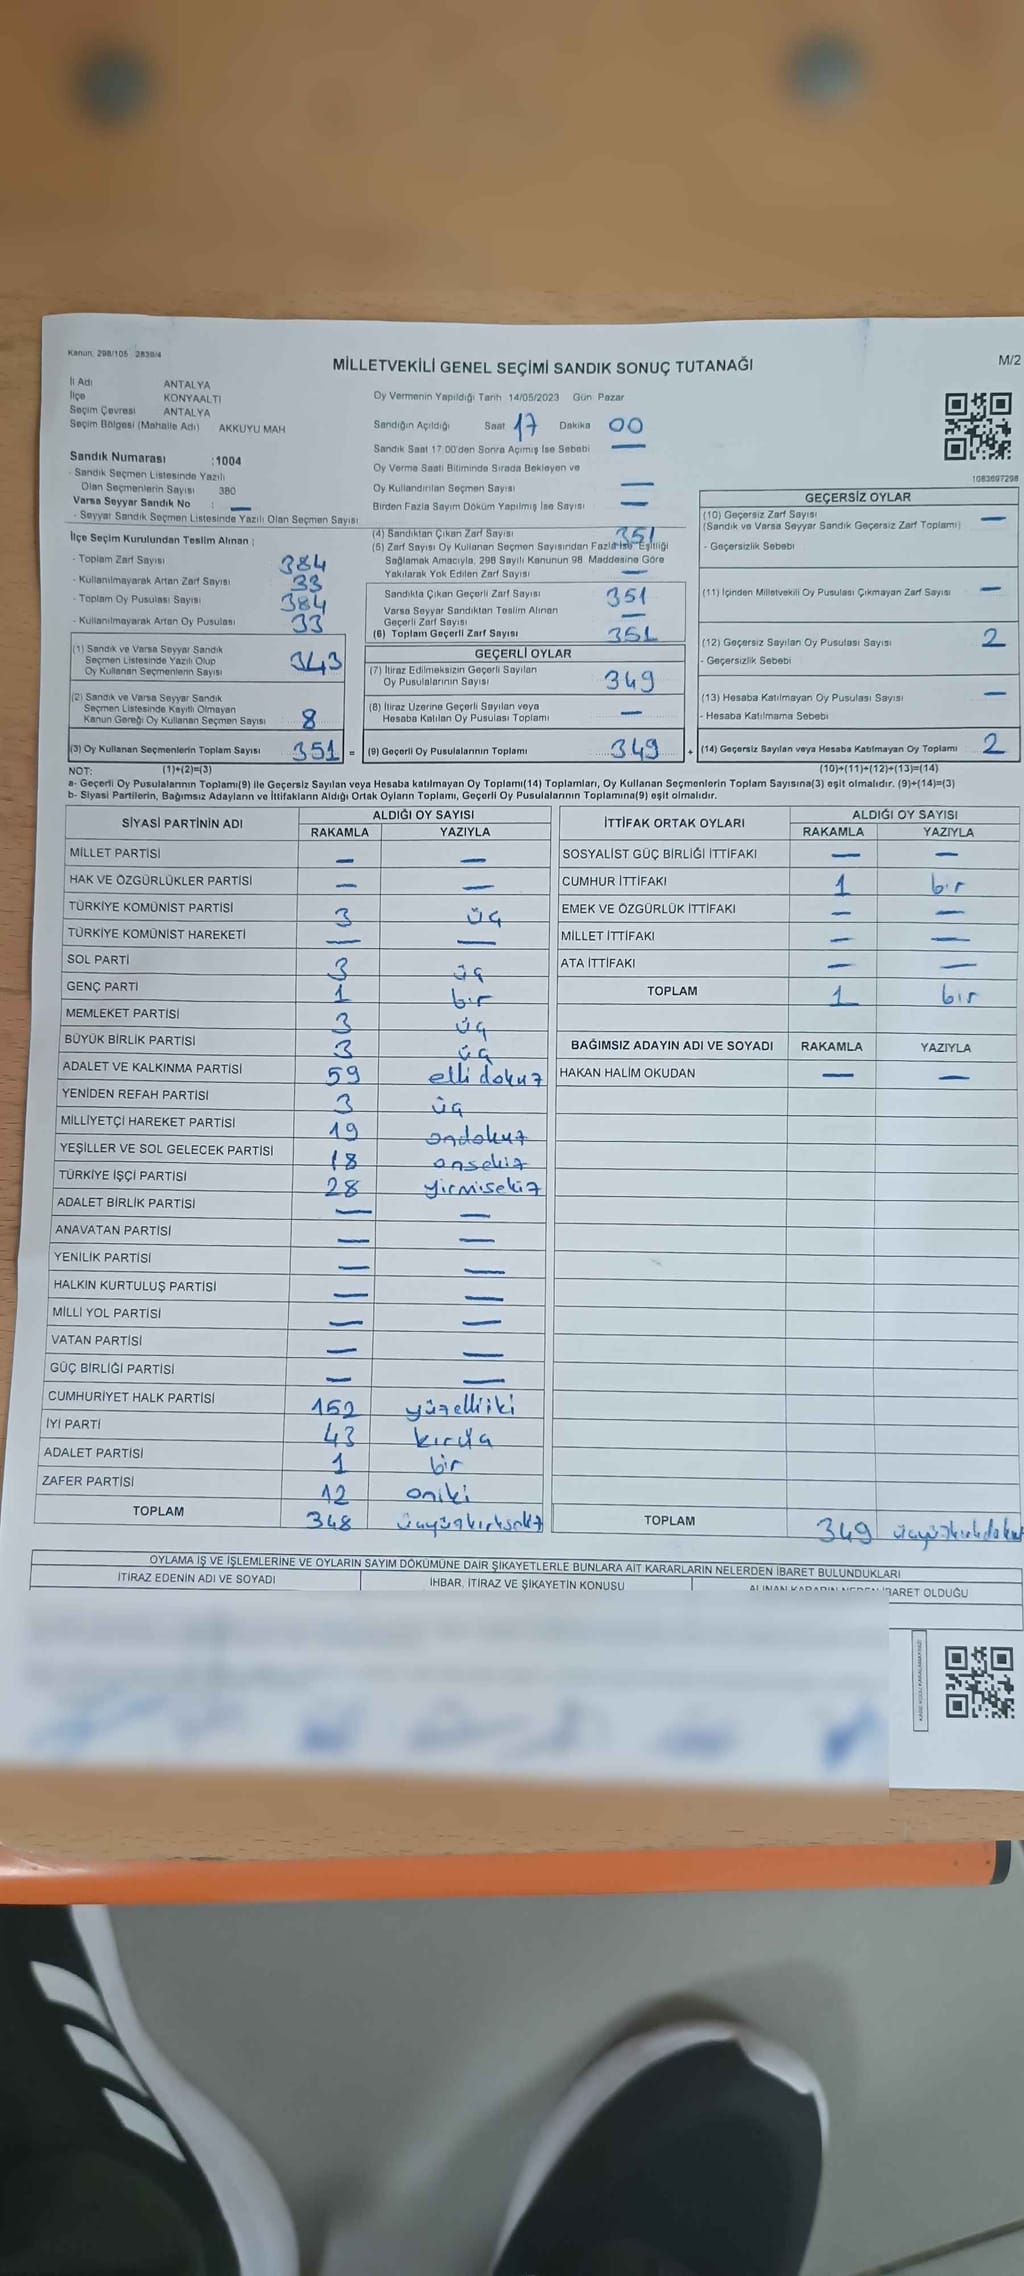 Kanun, 298/105 2839/4
MİLLETVEKİLİ GENEL SEÇİMİ SANDIK SONUÇ TUTANAĞI
M/2
İl Adı ANTALYA
İlçe KONYAALTI
Seçim Çevresi ANTALYA
Seçim Bölgesi (Mahalle Adı) AKKUYU MAH
Sandık Numarası :1004
- Sandık Seçmen Listesinde Yazılı
Olan Seçmenlerin Sayısı 380
Varsa Seyyar Sandık No : —
- Seyyar Sandık Seçmen Listesinde Yazılı Olan Seçmen Sayısı
Oy Vermenin Yapıldığı Tarih 14/05/2023 Gün Pazar
Sandığın Açıldığı Saat 17 Dakika 00
Sandık Saat 17:00'den Sonra Açımış İse Sebebi —
Oy Verme Saati Bitiminde Sırada Bekleyen ve
Oy Kullandırılan Seçmen Sayısı —
Birden Fazla Sayım Döküm Yapılmış İse Sayısı —
1083697298
İlçe Seçim Kurulundan Teslim Alınan ;
- Toplam Zarf Sayısı 384
- Kullanılmayarak Artan Zarf Sayısı 33
- Toplam Oy Pusulası Sayısı 384
- Kullanılmayarak Artan Oy Pusulası 33
(1) Sandık ve Varsa Seyyar Sandık
Seçmen Listesinde Yazılı Olup
Oy Kullanan Seçmenlerin Sayısı 343
(2) Sandık ve Varsa Seyyar Sandık
Seçmen Listesinde Kayıtlı Olmayan
Kanun Gereği Oy Kullanan Seçmen Sayısı 8
(3) Oy Kullanan Seçmenlerin Toplam Sayısı 351 =
(4) Sandıktan Çıkan Zarf Sayısı 351
(5) Zarf Sayısı Oy Kullanan Seçmen Sayısından Fazla İse Eşitliği
Sağlamak Amacıyla, 298 Sayılı Kanunun 98 Maddesine Göre
Yakılarak Yok Edilen Zarf Sayısı —
Sandıkta Çıkan Geçerli Zarf Sayısı 351
Varsa Seyyar Sandıktan Teslim Alınan
Geçerli Zarf Sayısı —
(6) Toplam Geçerli Zarf Sayısı 351
GEÇERLİ OYLAR
(7) İtiraz Edilmeksizin Geçerli Sayılan
Oy Pusulalarının Sayısı 349
(8) İtiraz Üzerine Geçerli Sayılan veya
Hesaba Katılan Oy Pusulası Toplamı —
(9) Geçerli Oy Pusulalarının Toplamı 349 +
GEÇERSİZ OYLAR
(10) Geçersiz Zarf Sayısı —
(Sandık ve Varsa Seyyar Sandık Geçersiz Zarf Toplamı)
- Geçersizlik Sebebi
(11) İçinden Milletvekili Oy Pusulası Çıkmayan Zarf Sayısı —
(12) Geçersiz Sayılan Oy Pusulası Sayısı 2
- Geçersizlik Sebebi
(13) Hesaba Katılmayan Oy Pusulası Sayısı —
- Hesaba Katılmama Sebebi
(14) Geçersiz Sayılan veya Hesaba Katılmayan Oy Toplamı 2
NOT: (1)+(2)=(3) (10)+(11)+(12)+(13)=(14)
a- Geçerli Oy Pusulalarının Toplamı(9) ile Geçersiz Sayılan veya Hesaba katılmayan Oy Toplamı(14) Toplamları, Oy Kullanan Seçmenlerin Toplam Sayısına(3) eşit olmalıdır. (9)+(14)=(3)
b- Siyasi Partilerin, Bağımsız Adayların ve İttifakların Aldığı Ortak Oyların Toplamı, Geçerli Oy Pusulalarının Toplamına(9) eşit olmalıdır.
SİYASİ PARTİNİN ADI ALDIĞI OY SAYISI
RAKAMLA YAZIYLA
MİLLET PARTİSİ — —
HAK VE ÖZGÜRLÜKLER PARTİSİ — —
TÜRKİYE KOMÜNİST PARTİSİ 3 üç
TÜRKİYE KOMÜNİST HAREKETİ — —
SOL PARTİ 3 üç
GENÇ PARTİ 1 bir
MEMLEKET PARTİSİ 3 üç
BÜYÜK BİRLİK PARTİSİ 3 üç
ADALET VE KALKINMA PARTİSİ 59 elli dokuz
YENİDEN REFAH PARTİSİ 3 üç
MİLLİYETÇİ HAREKET PARTİSİ 19 ondokuz
YEŞİLLER VE SOL GELECEK PARTİSİ 18 onsekiz
TÜRKİYE İŞÇİ PARTİSİ 28 yirmisekiz
ADALET BİRLİK PARTİSİ — —
ANAVATAN PARTİSİ — —
YENİLİK PARTİSİ — —
HALKIN KURTULUŞ PARTİSİ — —
MİLLİ YOL PARTİSİ — —
VATAN PARTİSİ — —
GÜÇ BİRLİĞİ PARTİSİ — —
CUMHURİYET HALK PARTİSİ 152 yüzelliiki
İYİ PARTİ 43 kırküç
ADALET PARTİSİ 1 bir
ZAFER PARTİSİ 12 oniki
TOPLAM 348 üçyüzkırksekiz
İTTİFAK ORTAK OYLARI ALDIĞI OY SAYISI
RAKAMLA YAZIYLA
SOSYALİST GÜÇ BİRLİĞİ İTTİFAKI — —
CUMHUR İTTİFAKI 1 bir
EMEK VE ÖZGÜRLÜK İTTİFAKI — —
MİLLET İTTİFAKI — —
ATA İTTİFAKI — —
TOPLAM 1 bir
BAĞIMSIZ ADAYIN ADI VE SOYADI RAKAMLA YAZIYLA
HAKAN HALİM OKUDAN — —
TOPLAM 349 üçyüzkırkdokuz
OYLAMA İŞ VE İŞLEMLERİNE VE OYLARIN SAYIM DÖKÜMÜNE DAİR ŞİKAYETLERLE BUNLARA AİT KARARLARIN NELERDEN İBARET BULUNDUKLARI
İTİRAZ EDENİN ADI VE SOYADI İHBAR, İTİRAZ VE ŞİKAYETİN KONUSU ALINAN KARARIN NEDEN İBARET OLDUĞU